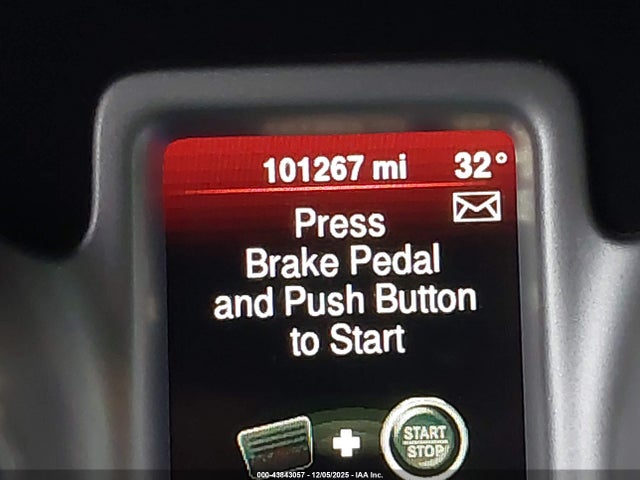 101267 mi 32°
Press
Brake Pedal
and Push Button
to Start
START
STOP
000-43843057 - 12/05/2025 - IAA Inc.